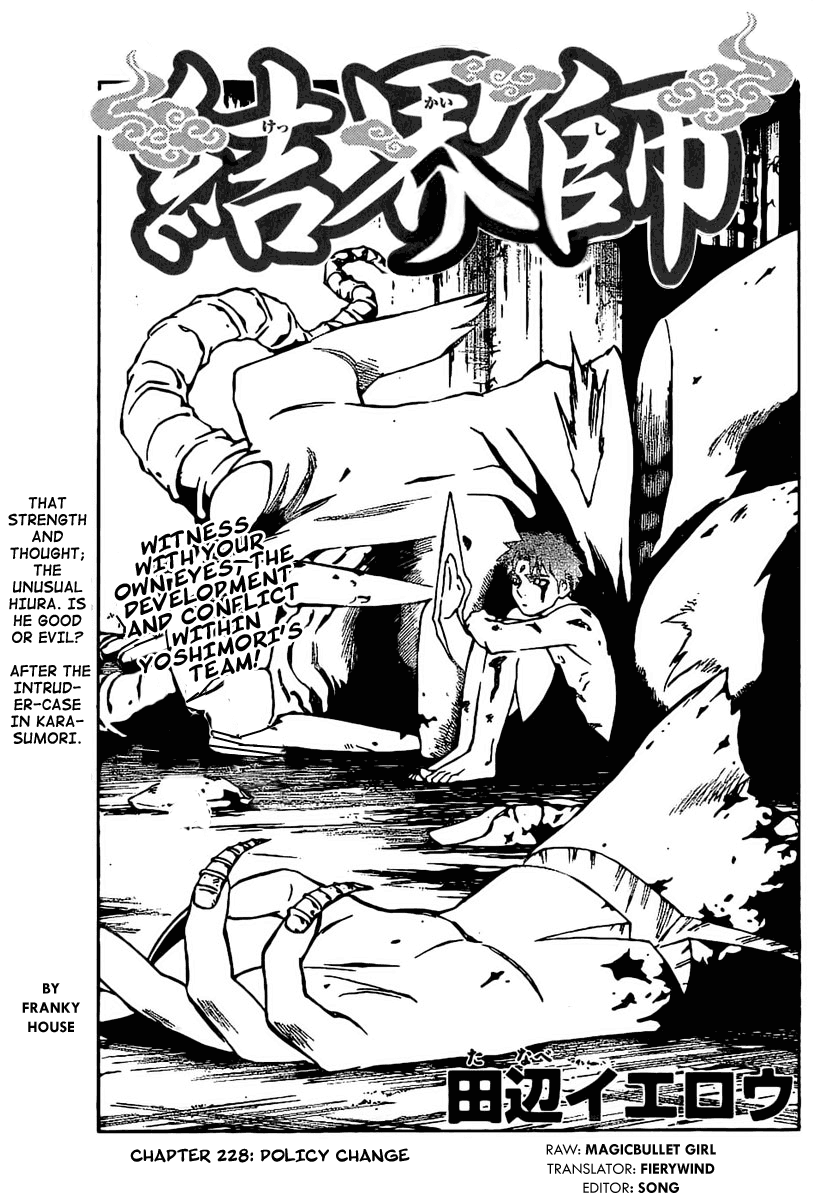 結界師
けっ かい し
THAT
STRENGTH
AND
THOUGHT;
THE
UNUSUAL
HIURA. IS
HE GOOD
OR EVIL?
AFTER THE
INTRUD-
ER-CASE
IN KARA-
SUMORI.
WITNESS
WITH YOUR
OWN EYES-THE
DEVELOPMENT
AND CONFLICT
WITHIN
YOSHIMORI'S
TEAM!
BY
FRANKY
HOUSE
た なべ
田辺イエロウ
CHAPTER 228: POLICY CHANGE
RAW: MAGICBULLET GIRL
TRANSLATOR: FIERYWIND
EDITOR: SONG